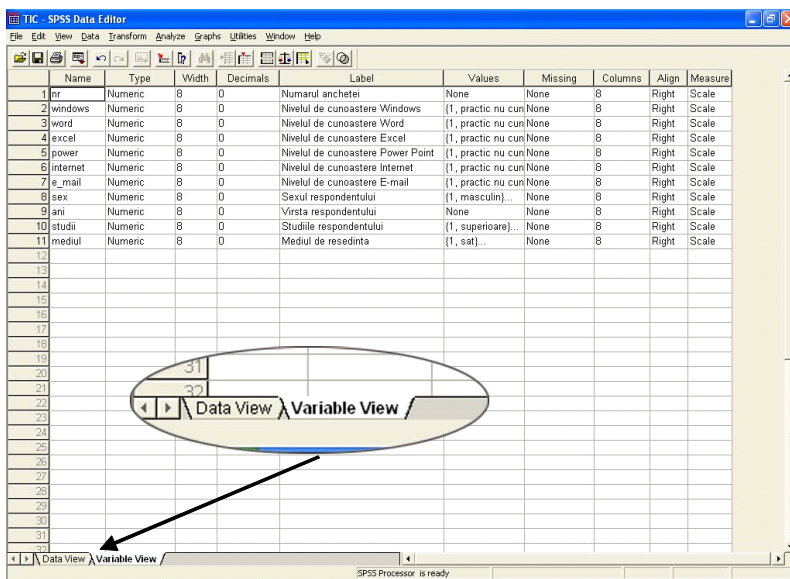 TIC - SPSS Data Editor
File Edit View Data Transform Analyze Graphs Utilities Window Help
Name Type Width Decimals Label Values Missing Columns Align Measure
1 nr Numeric 8 0 Numarul anchetei None None 8 Right Scale
2 windows Numeric 8 0 Nivelul de cunoastere Windows {1, practic nu cun None 8 Right Scale
3 word Numeric 8 0 Nivelul de cunoastere Word {1, practic nu cun None 8 Right Scale
4 excel Numeric 8 0 Nivelul de cunoastere Excel {1, practic nu cun None 8 Right Scale
5 power Numeric 8 0 Nivelul de cunoastere Power Point {1, practic nu cun None 8 Right Scale
6 internet Numeric 8 0 Nivelul de cunoastere Internet {1, practic nu cun None 8 Right Scale
7 e_mail Numeric 8 0 Nivelul de cunoastere E-mail {1, practic nu cun None 8 Right Scale
8 sex Numeric 8 0 Sexul respondentului {1, masculin}... None 8 Right Scale
9 ani Numeric 8 0 Virsta respondentului None None 8 Right Scale
10 studii Numeric 8 0 Studiile respondentului {1, superioare}... None 8 Right Scale
11 mediul Numeric 8 0 Mediul de resedinta {1, sat}... None 8 Right Scale
12
13
14
15
16
17
18
19
20
21
22
23
24
25
26
27
28
29
30
31
32
31
32
Data View Variable View
Data View Variable View
SPSS Processor is ready